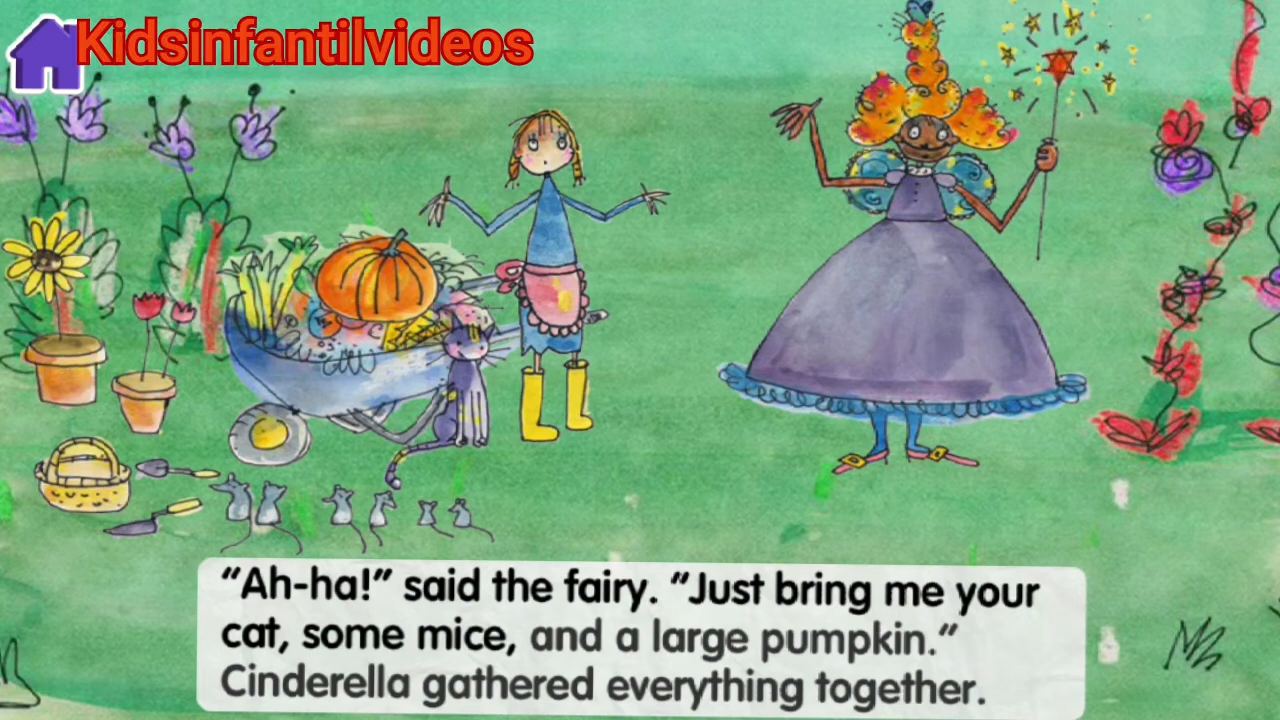 Kidsinfantilvideos
“Ah-ha!” said the fairy. “Just bring me your
cat, some mice, and a large pumpkin.”
Cinderella gathered everything together.